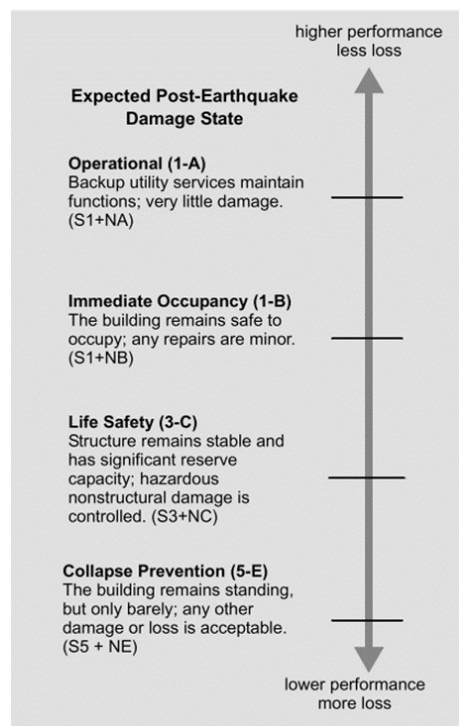 higher performance
less loss
Expected Post-Earthquake
Damage State
Operational (1-A)
Backup utility services maintain
functions; very little damage.
(S1+NA)
Immediate Occupancy (1-B)
The building remains safe to
occupy; any repairs are minor.
(S1+NB)
Life Safety (3-C)
Structure remains stable and
has significant reserve
capacity; hazardous
nonstructural damage is
controlled. (S3+NC)
Collapse Prevention (5-E)
The building remains standing,
but only barely; any other
damage or loss is acceptable.
(S5 + NE)
lower performance
more loss